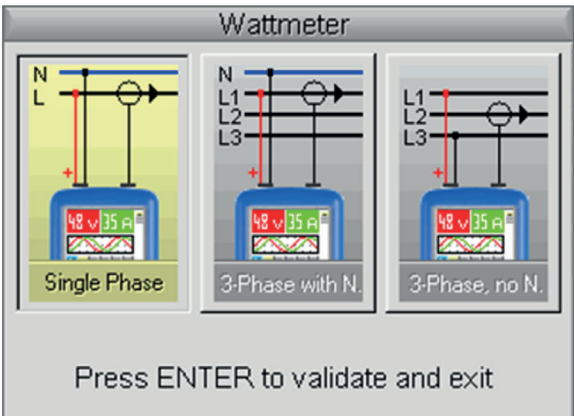 Wattmeter
N
L
+
48 V 35 A
Single Phase
N
L1
L2
L3
+
48 V 35 A
3-Phase with N.
L1
L2
L3
+
48 V 35 A
3-Phase, no N.
Press ENTER to validate and exit